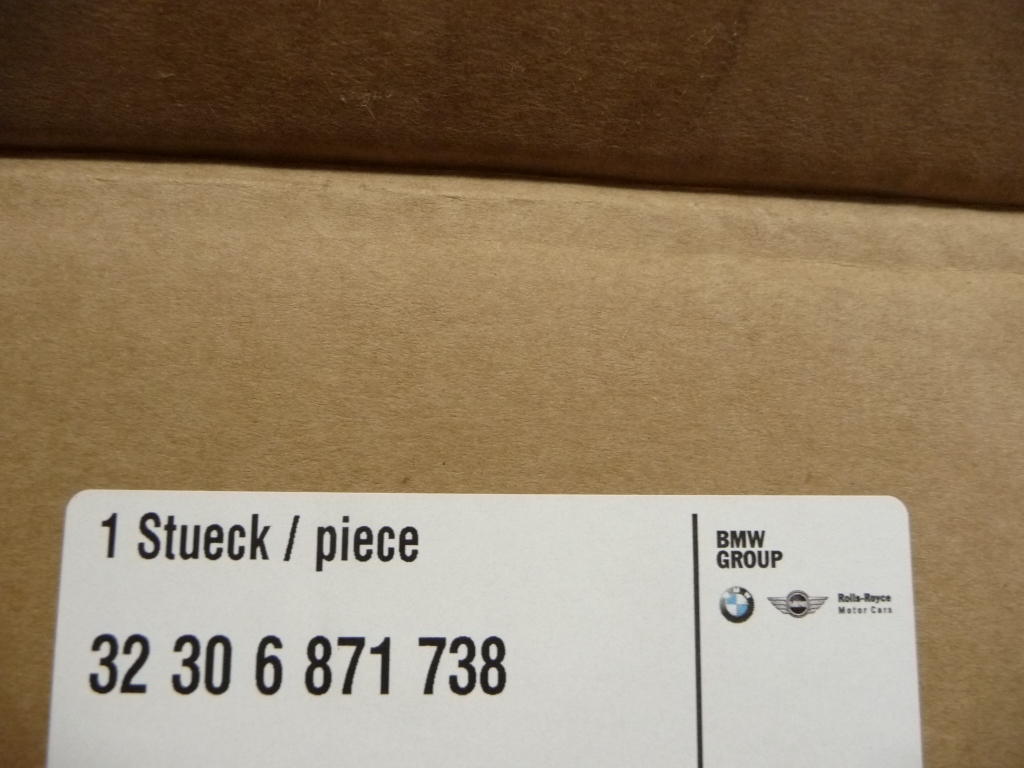 1 Stueck / piece
32 30 6 871 738
BMW
GROUP
Rolls-Royce
Motor Cars